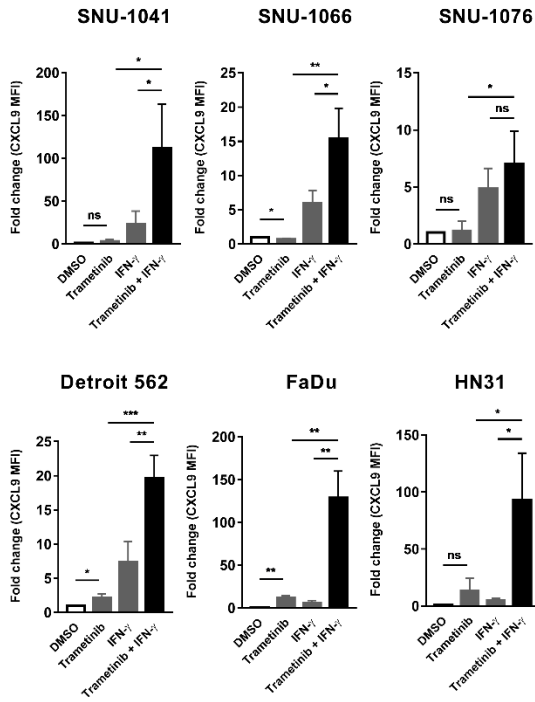 SNU-1041
Fold change (CXCL9 MFI)
200
150
100
50
0
*
*
ns
DMSO
Trametinib
IFN-γ
Trametinib + IFN-γ
SNU-1066
Fold change (CXCL9 MFI)
25
20
15
10
5
0
**
*
*
DMSO
Trametinib
IFN-γ
Trametinib + IFN-γ
SNU-1076
Fold change (CXCL9 MFI)
15
10
5
0
*
ns
ns
DMSO
Trametinib
IFN-γ
Trametinib + IFN-γ
Detroit 562
Fold change (CXCL9 MFI)
25
20
15
10
5
0
***
**
*
DMSO
Trametinib
IFN-γ
Trametinib + IFN-γ
FaDu
Fold change (CXCL9 MFI)
200
150
100
50
0
**
**
**
DMSO
Trametinib
IFN-γ
Trametinib + IFN-γ
HN31
Fold change (CXCL9 MFI)
150
100
50
0
*
*
ns
DMSO
Trametinib
IFN-γ
Trametinib + IFN-γ